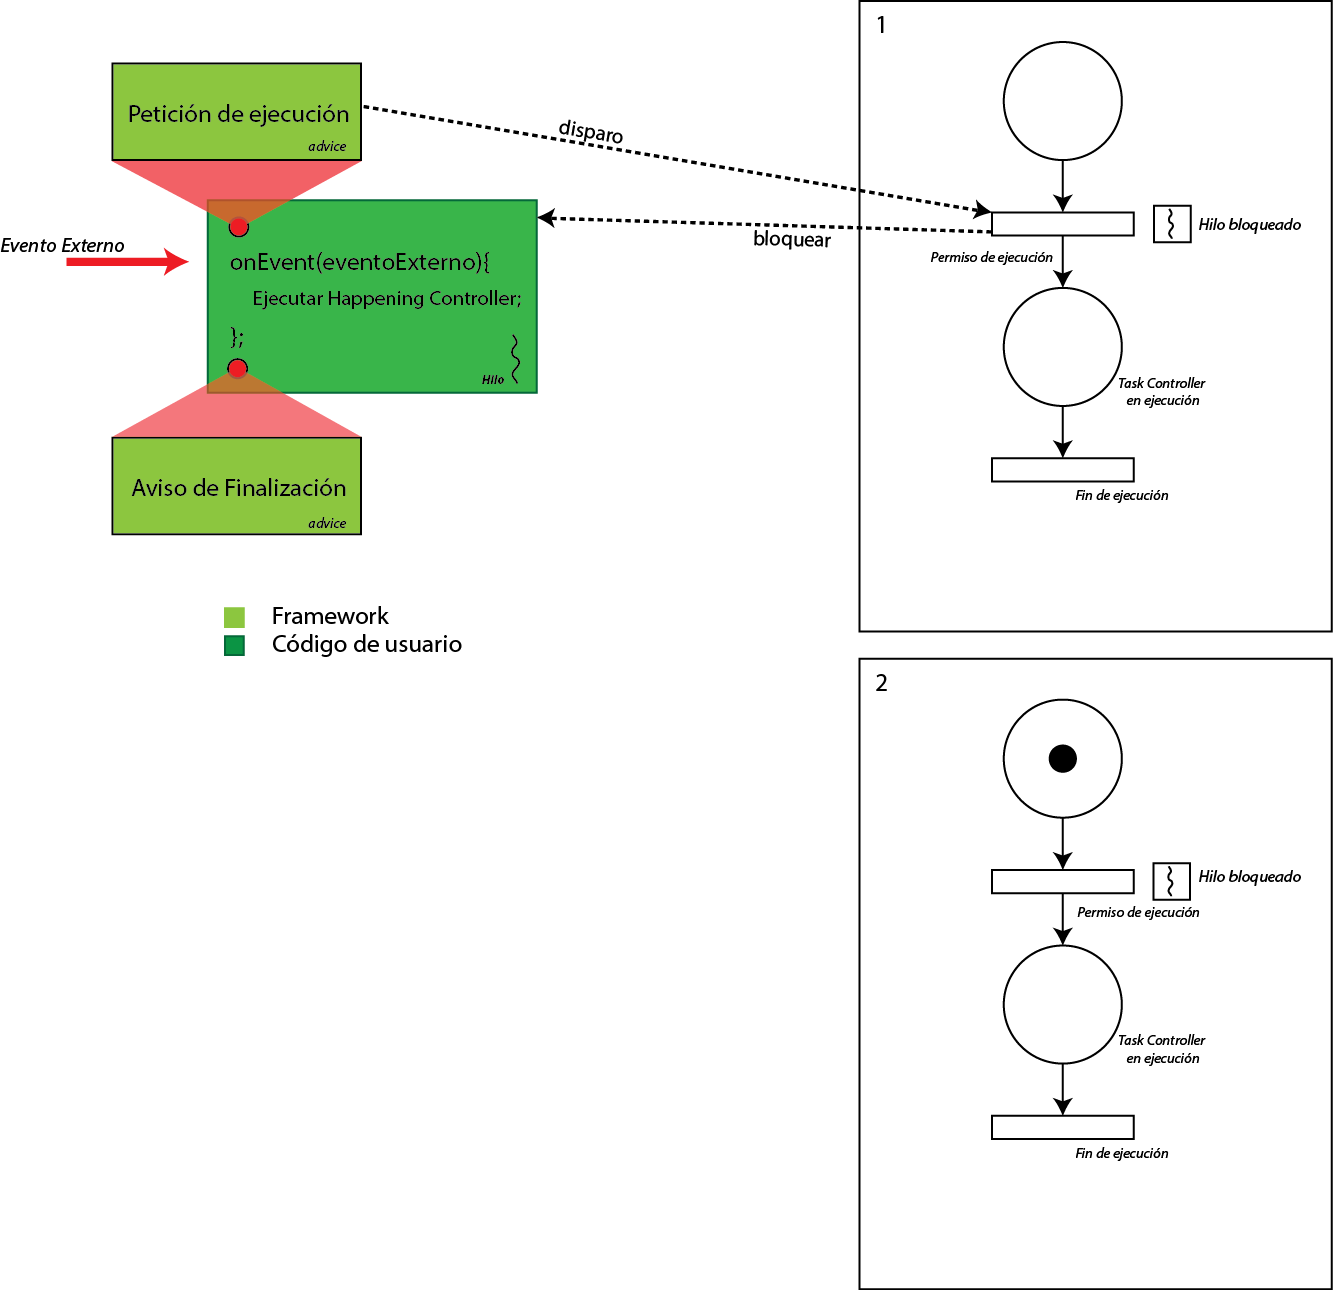 Petición de ejecución
advice
Evento Externo
onEvent(eventoExterno){
Ejecutar Happening Controller;
};
Hilo
Aviso de Finalización
advice
Framework
Código de usuario
disparo
bloquear
1
Hilo bloqueado
Permiso de ejecución
Task Controller
en ejecución
Fin de ejecución
2
Hilo bloqueado
Permiso de ejecución
Task Controller
en ejecución
Fin de ejecución